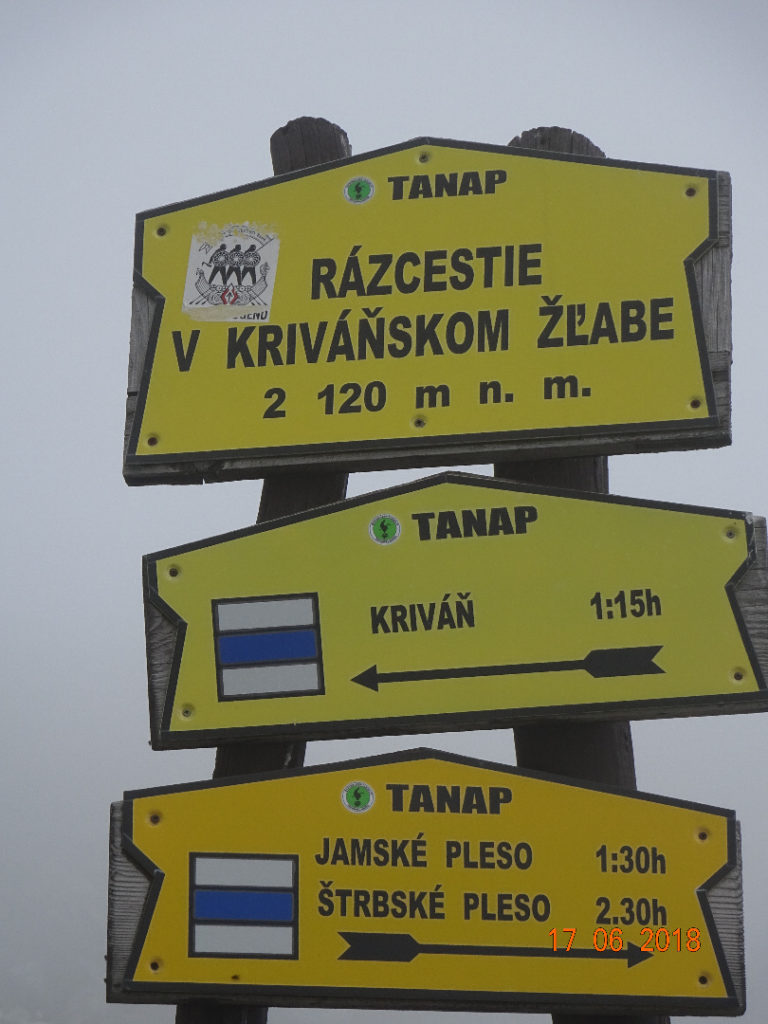 TANAP
RÁZCESTIE
V KRIVÁŇSKOM ŽĽABE
2 120 m n. m.
TANAP
KRIVÁŇ 1:15h
TANAP
JAMSKÉ PLESO 1:30h
ŠTRBSKÉ PLESO 2.30h
17 06 2018